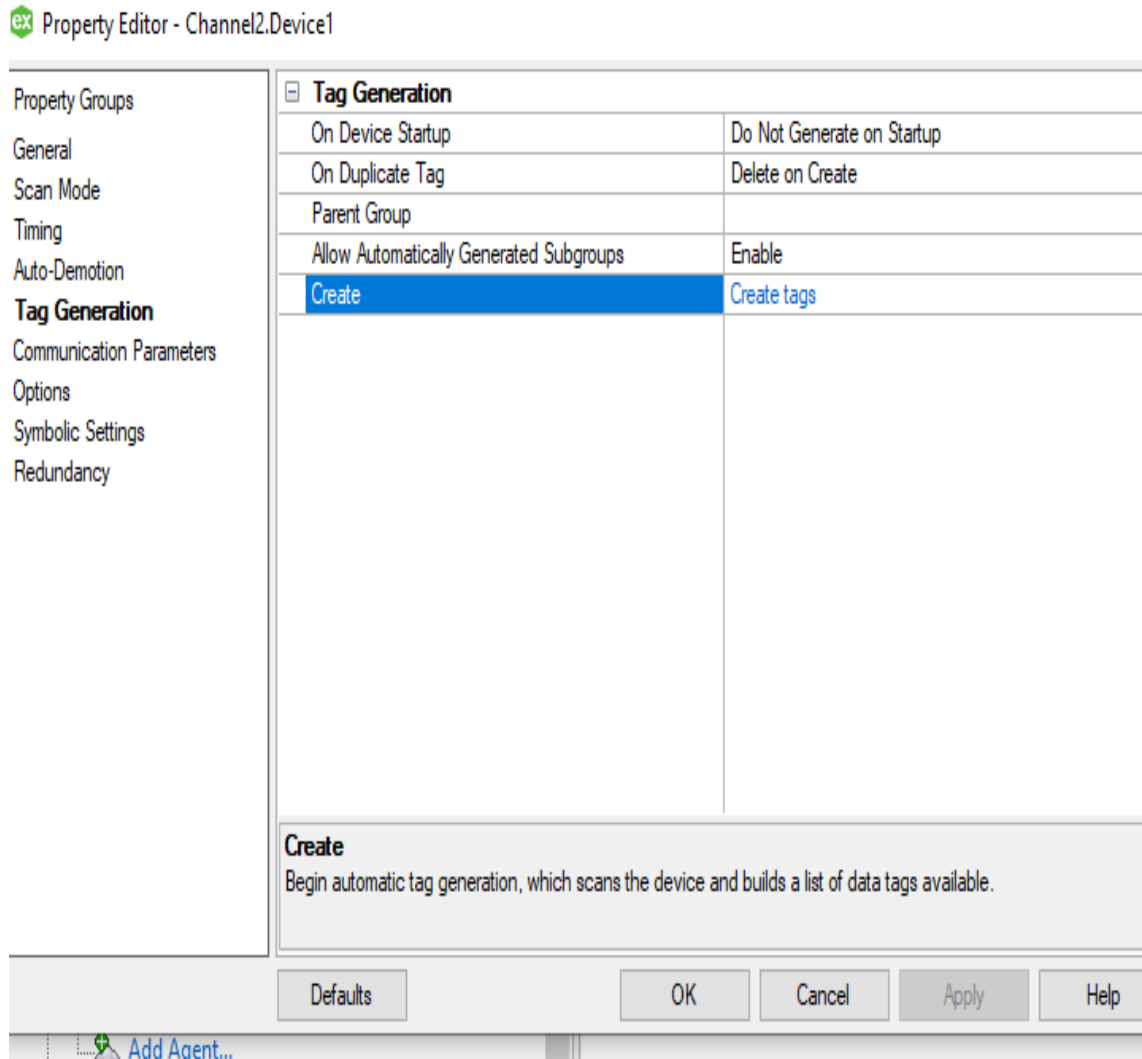 ex Property Editor - Channel2.Device1
Property Groups
General
Scan Mode
Timing
Auto-Demotion
Tag Generation
Communication Parameters
Options
Symbolic Settings
Redundancy
Tag Generation
On Device Startup Do Not Generate on Startup
On Duplicate Tag Delete on Create
Parent Group
Allow Automatically Generated Subgroups Enable
Create Create tags
Create
Begin automatic tag generation, which scans the device and builds a list of data tags available.
Defaults OK Cancel Apply Help
Add Agent...